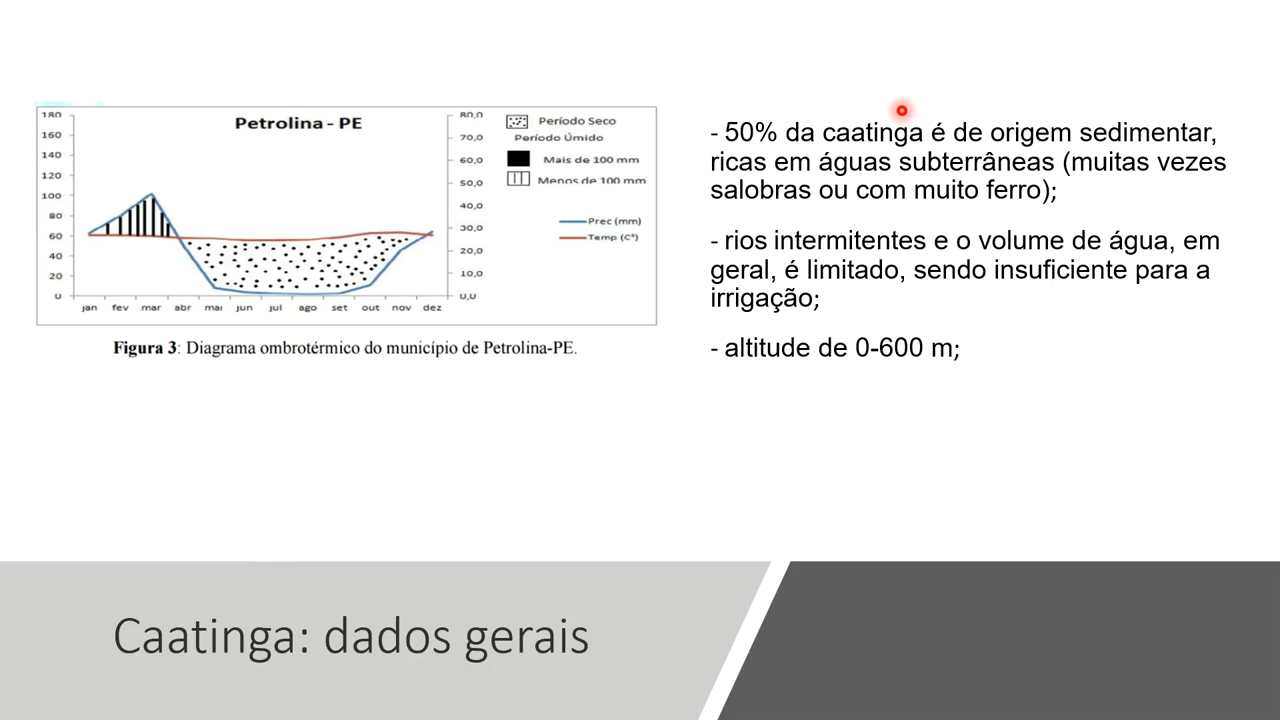 Petrolina - PE
180
160
140
120
100
80
60
40
20
0
80,0
70,0
60,0
50,0
40,0
30,0
20,0
10,0
0,0
jan fev mar abr mai jun jul ago set out nov dez
Período Seco
Período Úmido
Mais de 100 mm
Menos de 100 mm
Prec (mm)
Temp (C°)
Figura 3: Diagrama ombrotérmico do município de Petrolina-PE.
- 50% da caatinga é de origem sedimentar,
ricas em águas subterrâneas (muitas vezes
salobras ou com muito ferro);
- rios intermitentes e o volume de água, em
geral, é limitado, sendo insuficiente para a
irrigação;
- altitude de 0-600 m;
Caatinga: dados gerais